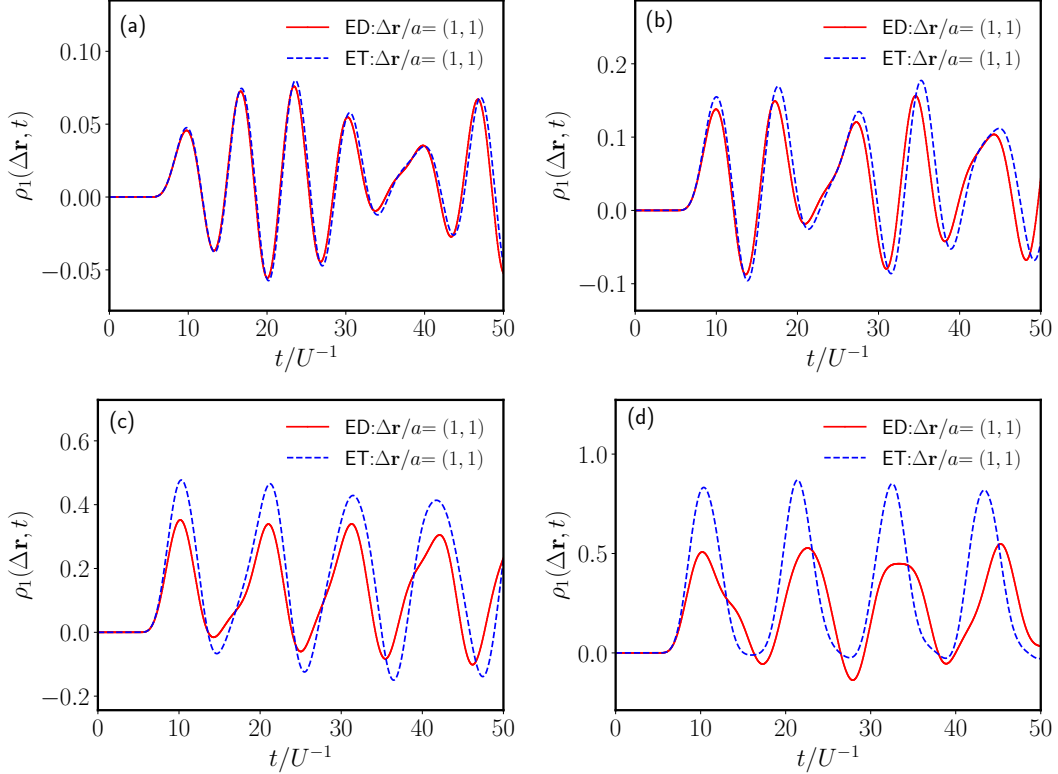 (a)
ED:Δr/a= (1, 1)
ET:Δr/a= (1, 1)
0.10
0.05
0.00
−0.05
ρ₁(Δr, t)
0 10 20 30 40 50
t/U⁻¹
(b)
ED:Δr/a= (1, 1)
ET:Δr/a= (1, 1)
0.2
0.1
0.0
−0.1
ρ₁(Δr, t)
0 10 20 30 40 50
t/U⁻¹
(c)
ED:Δr/a= (1, 1)
ET:Δr/a= (1, 1)
0.6
0.4
0.2
0.0
−0.2
ρ₁(Δr, t)
0 10 20 30 40 50
t/U⁻¹
(d)
ED:Δr/a= (1, 1)
ET:Δr/a= (1, 1)
1.0
0.5
0.0
ρ₁(Δr, t)
0 10 20 30 40 50
t/U⁻¹